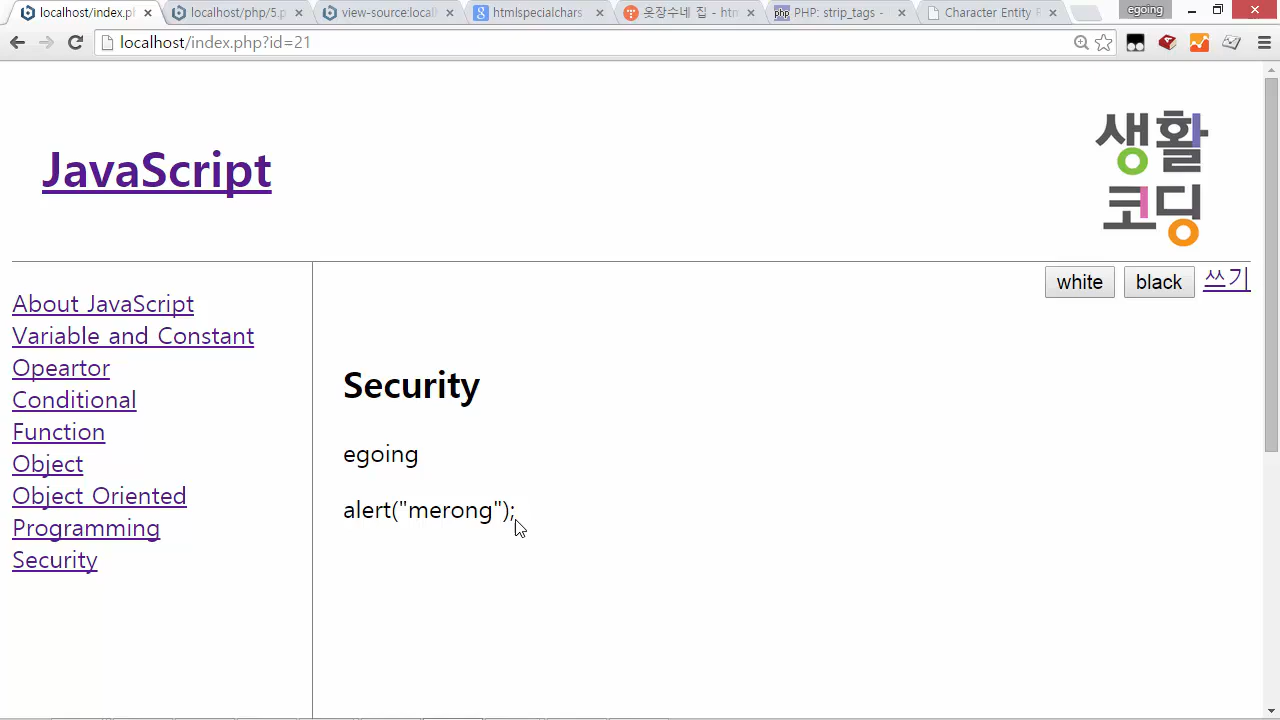 localhost/index.p
localhost/php/5.p
view-source:local
htmlspecialchars
옷장수네 집 - htm
php PHP: strip_tags -
Character Entity R
egoing
localhost/index.php?id=21
JavaScript
생활
코딩
white
black
쓰기
About JavaScript
Variable and Constant
Opeartor
Conditional
Function
Object
Object Oriented
Programming
Security
Security
egoing
alert("merong");